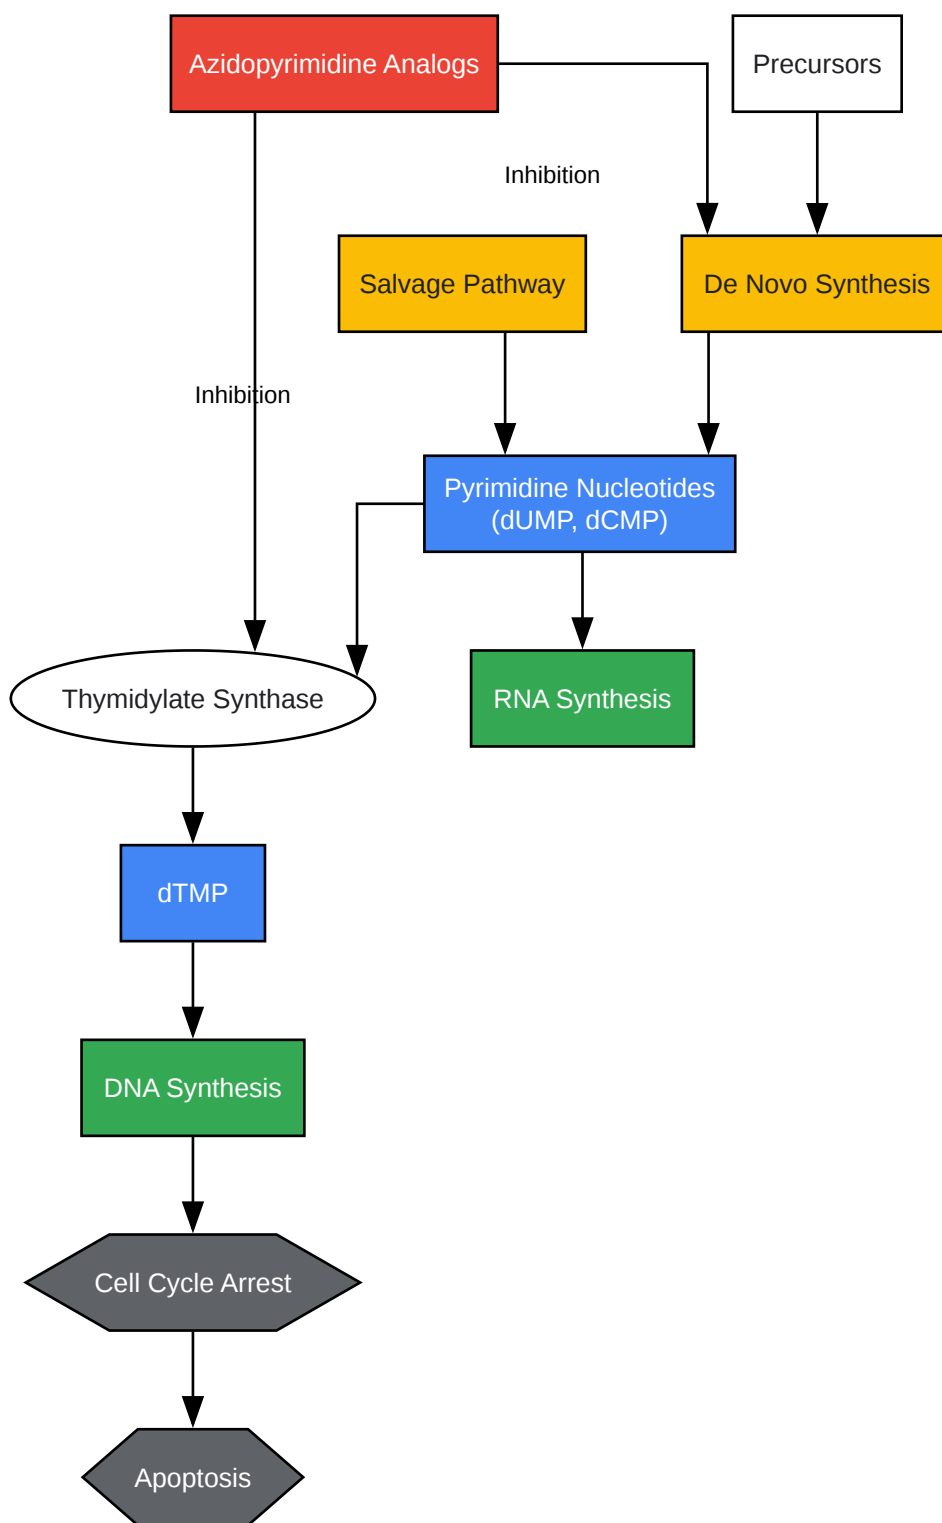 Azidopyrimidine Analogs
Precursors
Inhibition
Salvage Pathway
De Novo Synthesis
Inhibition
Pyrimidine Nucleotides
(dUMP, dCMP)
Thymidylate Synthase
RNA Synthesis
dTMP
DNA Synthesis
Cell Cycle Arrest
Apoptosis